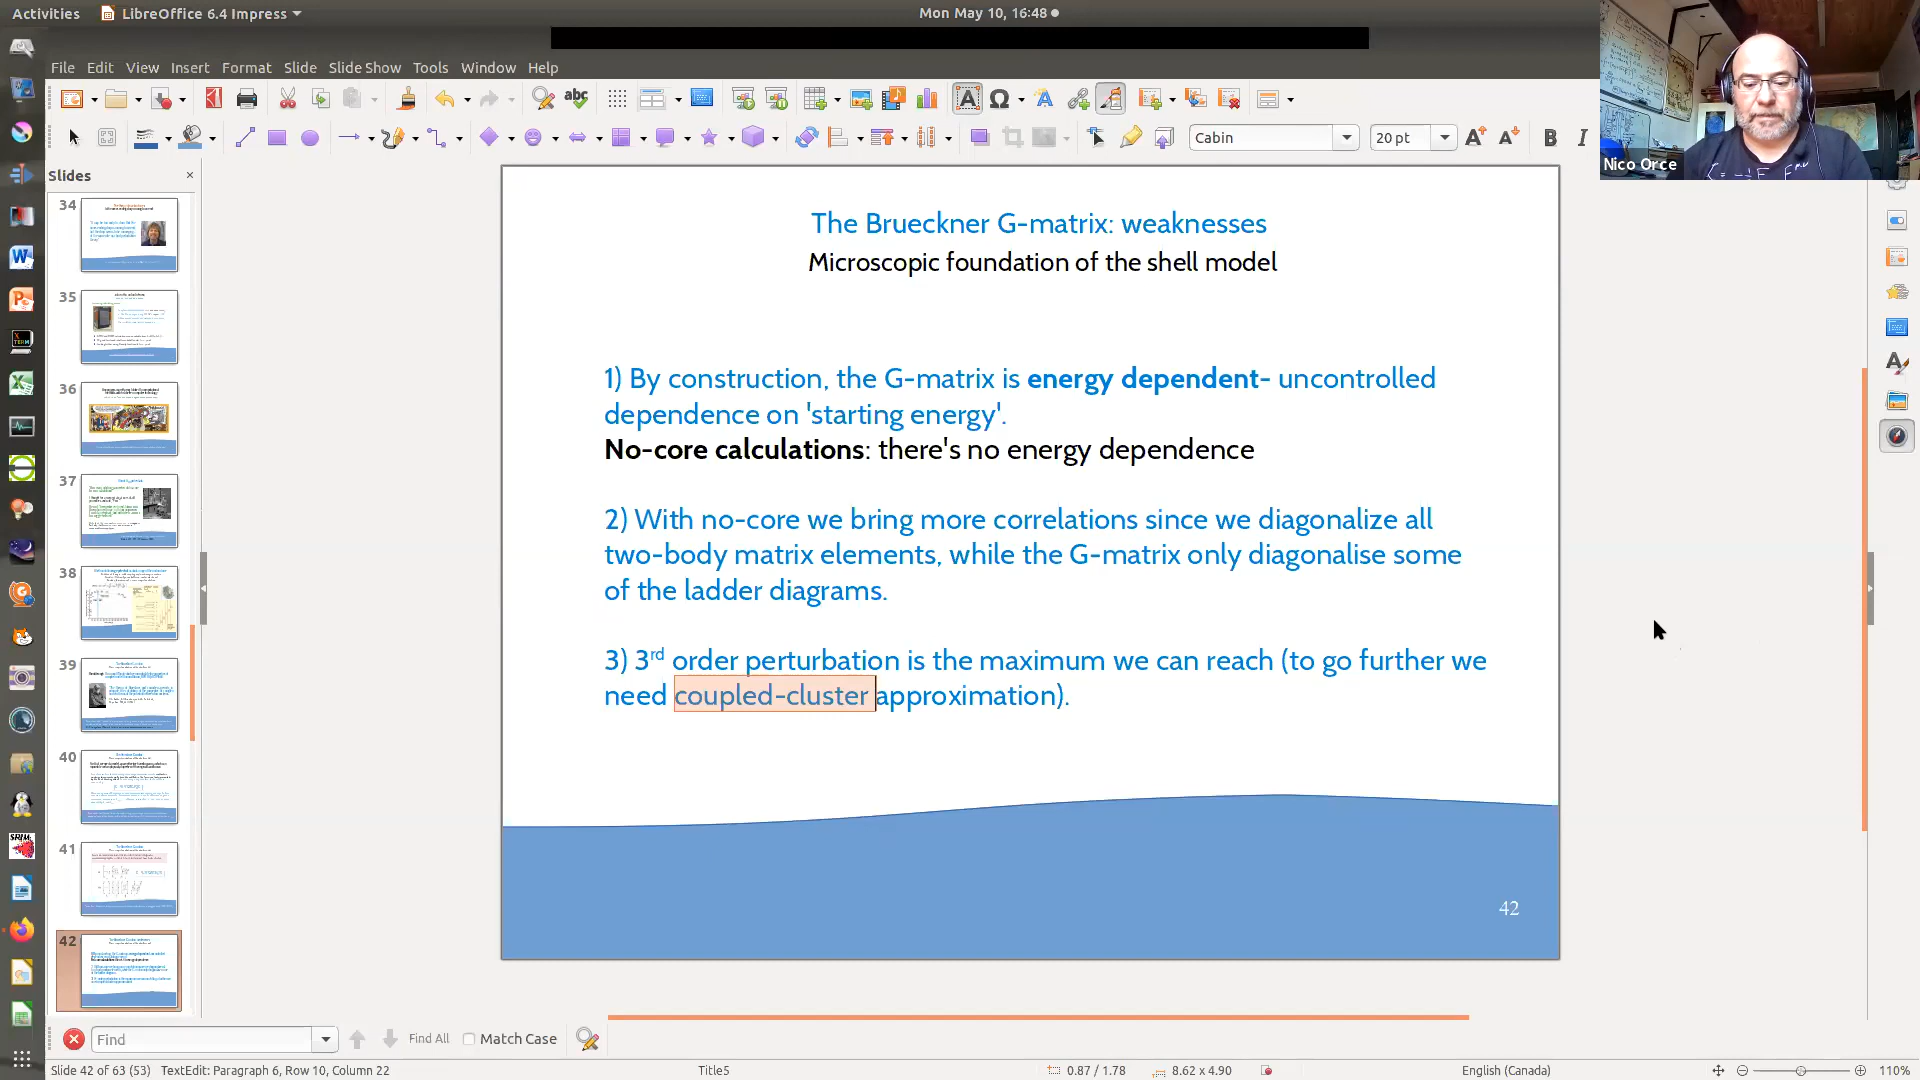 Activities
LibreOffice 6.4 Impress
Mon May 10, 16:48
File Edit View Insert Format Slide Slide Show Tools Window Help
Cabin
20 pt
Nico Orce
Slides
34
35
36
37
38
39
40
41
42
The Brueckner G-matrix: weaknesses
Microscopic foundation of the shell model
1) By construction, the G-matrix is energy dependent- uncontrolled
dependence on 'starting energy'.
No-core calculations: there's no energy dependence
2) With no-core we bring more correlations since we diagonalize all
two-body matrix elements, while the G-matrix only diagonalise some
of the ladder diagrams.
3) 3rd order perturbation is the maximum we can reach (to go further we
need coupled-cluster approximation).
42
Find
Find All
Match Case
Slide 42 of 63 (53)
TextEdit: Paragraph 6, Row 10, Column 22
Title5
0.87 / 1.78
8.62 x 4.90
English (Canada)
110%